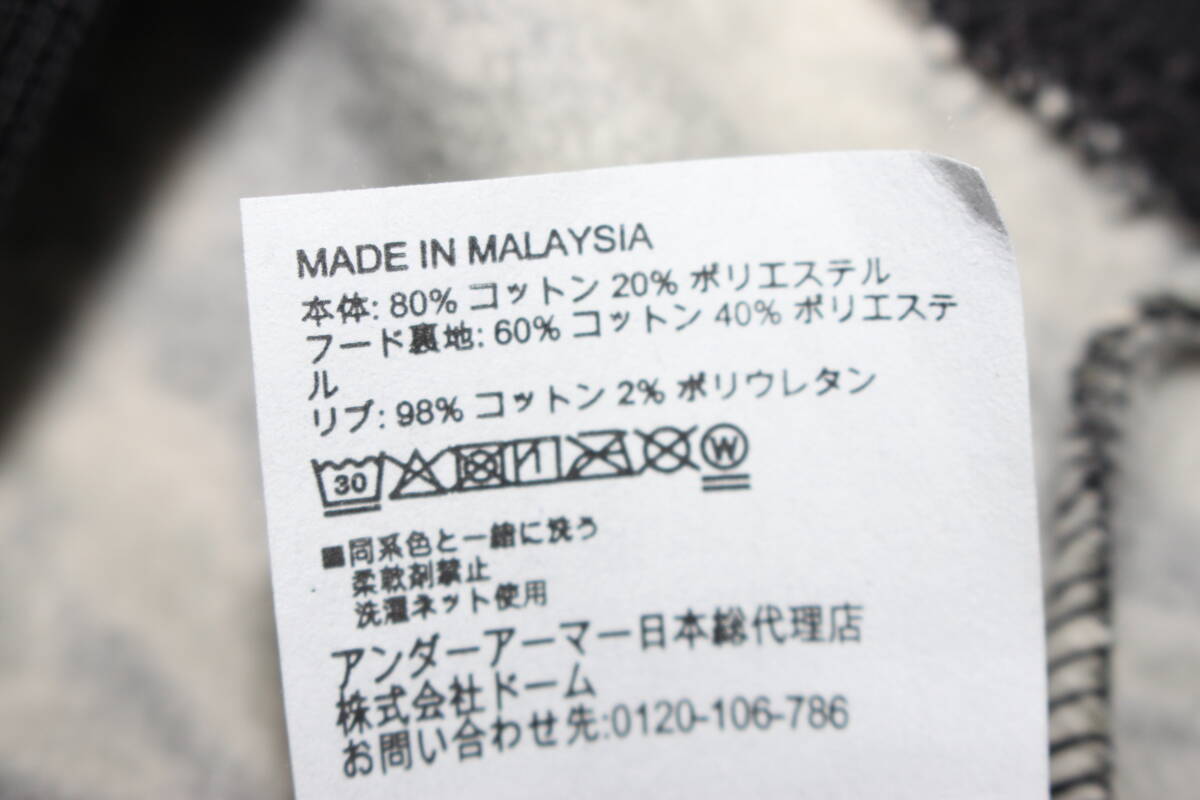 MADE IN MALAYSIA
本体: 80% コットン 20% ポリエステル
フード裏地: 60% コットン 40% ポリエステ
ル
リブ: 98% コットン 2% ポリウレタン
30 W
■同系色と一緒に洗う
柔軟剤禁止
洗濯ネット使用
アンダーアーマー日本総代理店
株式会社ドーム
お問い合わせ先:0120-106-786